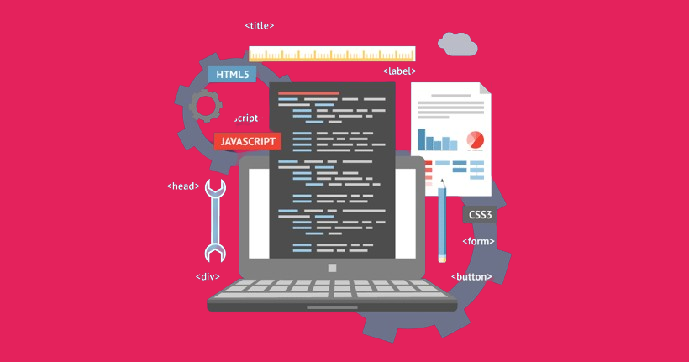 <title>
<label>
HTML5
script
JAVASCRIPT
<head>
CSS3
<form>
<div>
<button>